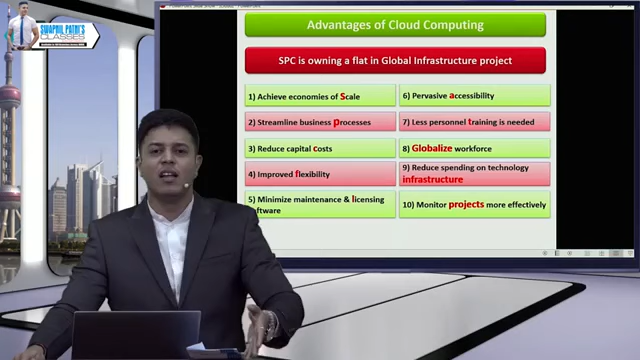 SWAPNIL PATNI'S
CLASSES
Advantages of Cloud Computing
SPC is owning a flat in Global Infrastructure project
1) Achieve economies of Scale
2) Streamline business processes
3) Reduce capital costs
4) Improved flexibility
5) Minimize maintenance & licensing
software
6) Pervasive accessibility
7) Less personnel training is needed
8) Globalize workforce
9) Reduce spending on technology
infrastructure
10) Monitor projects more effectively